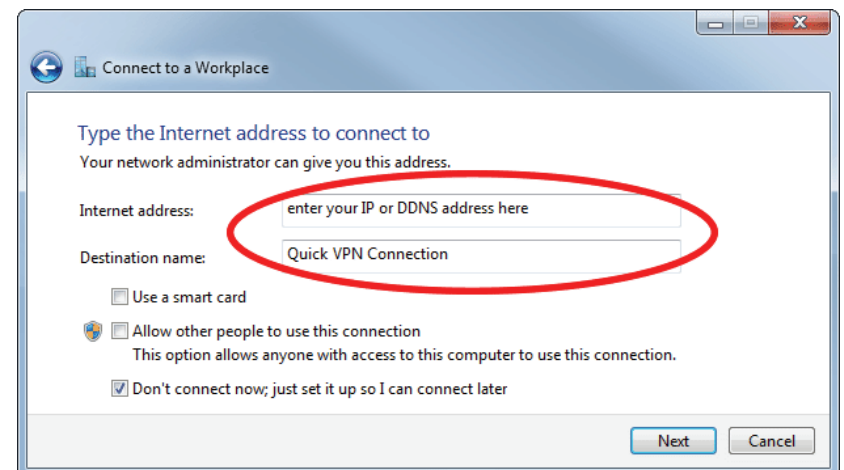 Connect to a Workplace
Type the Internet address to connect to
Your network administrator can give you this address.
Internet address: enter your IP or DDNS address here
Destination name: Quick VPN Connection
Use a smart card
Allow other people to use this connection
This option allows anyone with access to this computer to use this connection.
Don't connect now; just set it up so I can connect later
Next Cancel